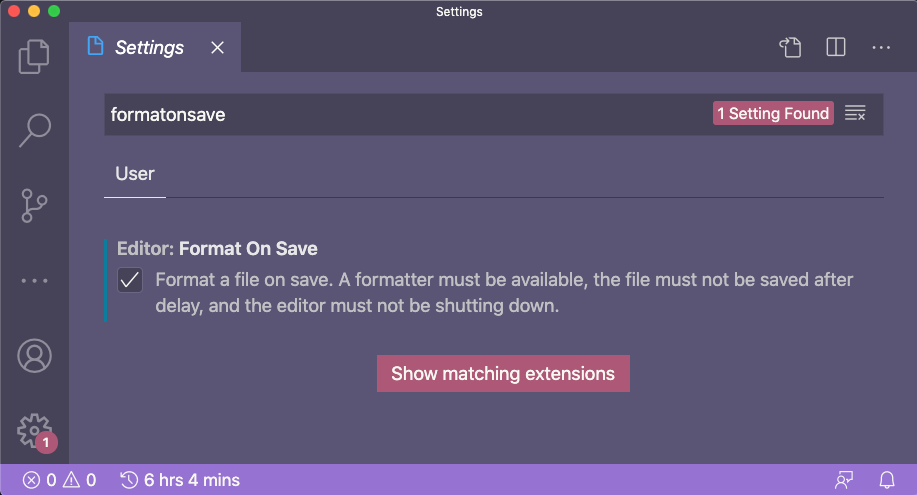 Settings
Settings
formatonsave
1 Setting Found
User
Editor: Format On Save
Format a file on save. A formatter must be available, the file must not be saved after
delay, and the editor must not be shutting down.
Show matching extensions
1
0 0 6 hrs 4 mins